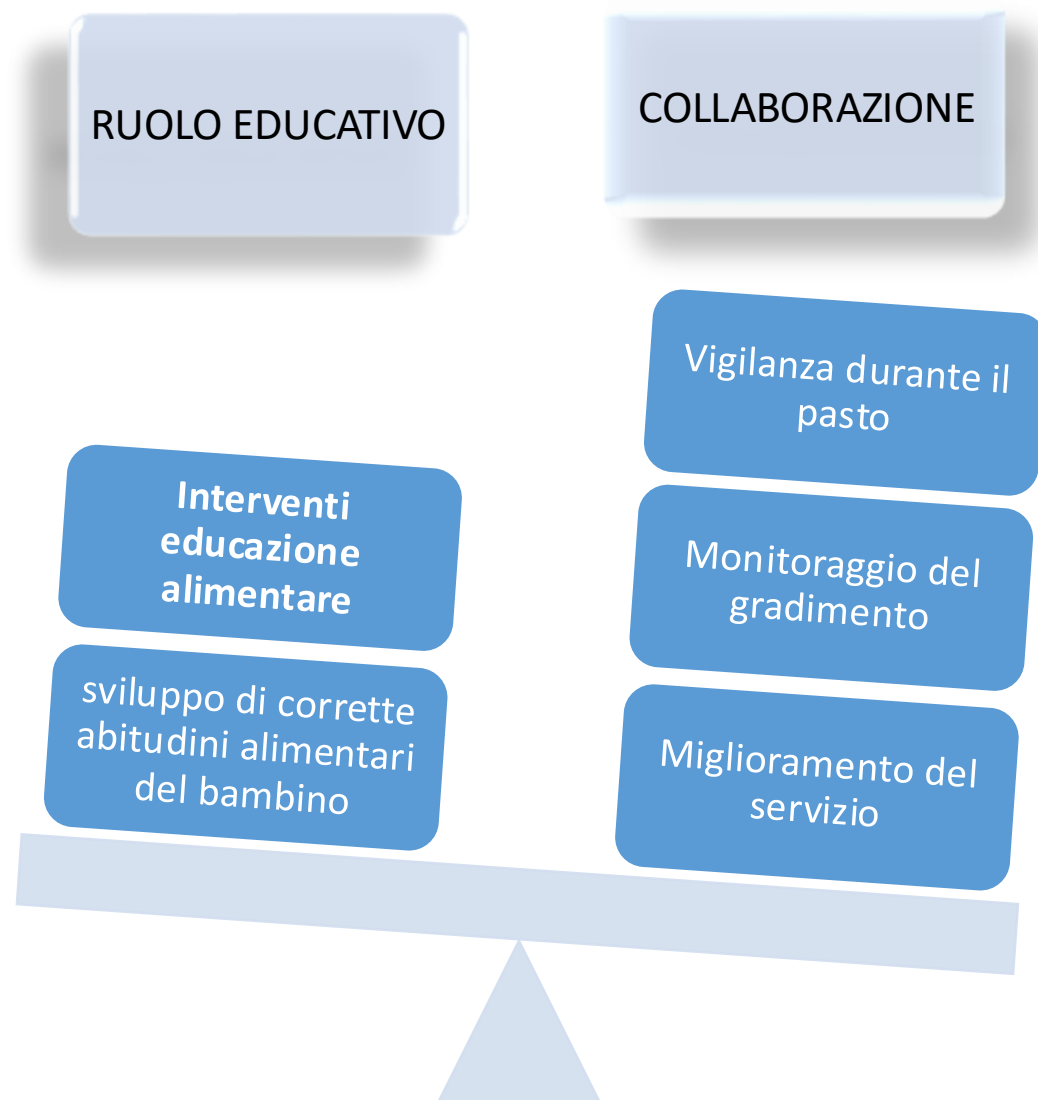 RUOLO EDUCATIVO
COLLABORAZIONE
Interventi
educazione
alimentare
sviluppo di corrette
abitudini alimentari
del bambino
Vigilanza durante il
pasto
Monitoraggio del
gradimento
Miglioramento del
servizio